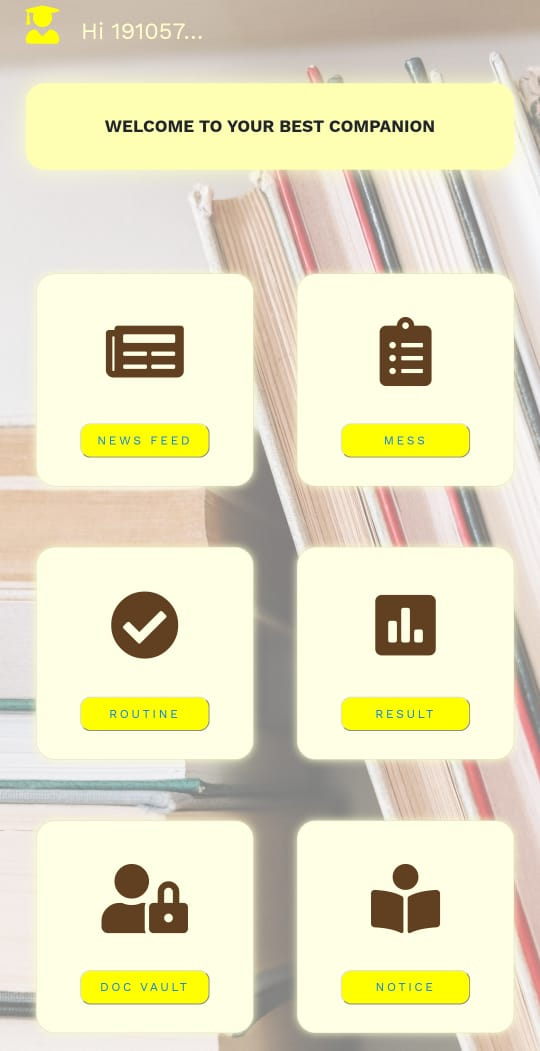 Hi 191057...
WELCOME TO YOUR BEST COMPANION
NEWS FEED
MESS
ROUTINE
RESULT
DOC VAULT
NOTICE